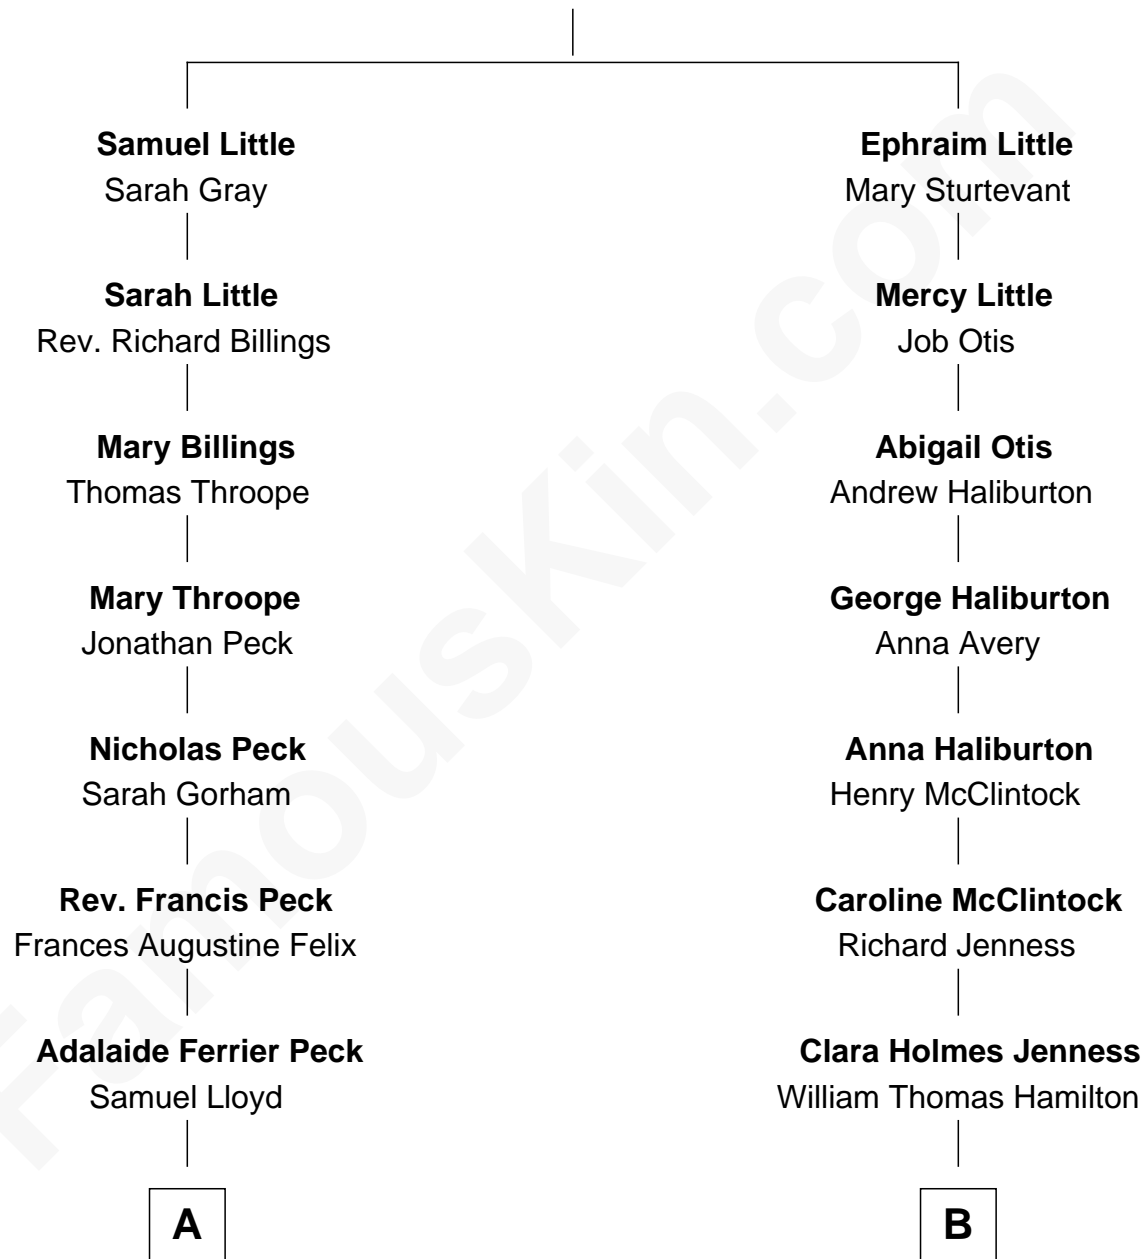 Samuel Little
Sarah Gray
Sarah Little
Rev. Richard Billings
Mary Billings
Thomas Throope
Mary Throope
Jonathan Peck
Nicholas Peck
Sarah Gorham
Rev. Francis Peck
Frances Augustine Felix
Adalaide Ferrier Peck
Samuel Lloyd
A
Ephraim Little
Mary Sturtevant
Mercy Little
Job Otis
Abigail Otis
Andrew Haliburton
George Haliburton
Anna Avery
Anna Haliburton
Henry McClintock
Caroline McClintock
Richard Jenness
Clara Holmes Jenness
William Thomas Hamilton
B
FamousKin.com